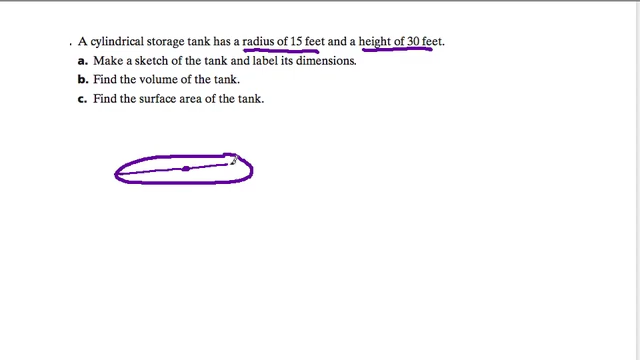 . A cylindrical storage tank has a radius of 15 feet and a height of 30 feet.
a. Make a sketch of the tank and label its dimensions.
b. Find the volume of the tank.
c. Find the surface area of the tank.